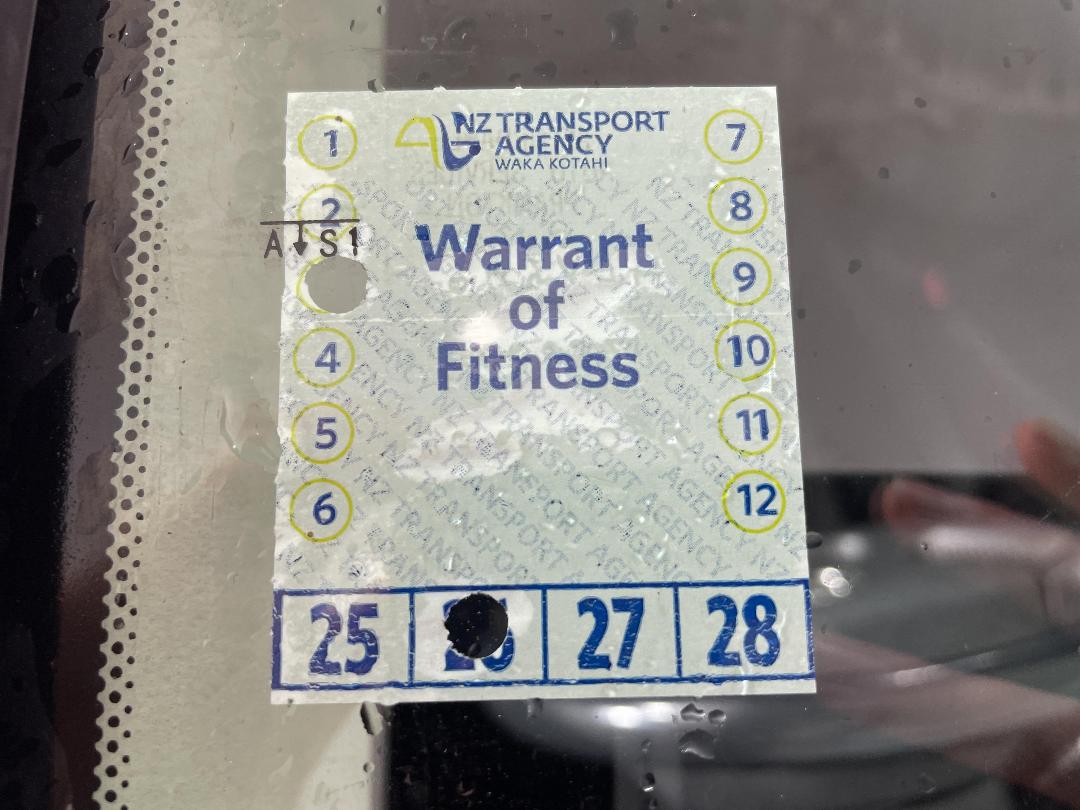 NZ TRANSPORT
AGENCY
WAKA KOTAHI
1
2
A↓S1
4
5
6
Warrant
of
Fitness
7
8
9
10
11
12
25
27
28